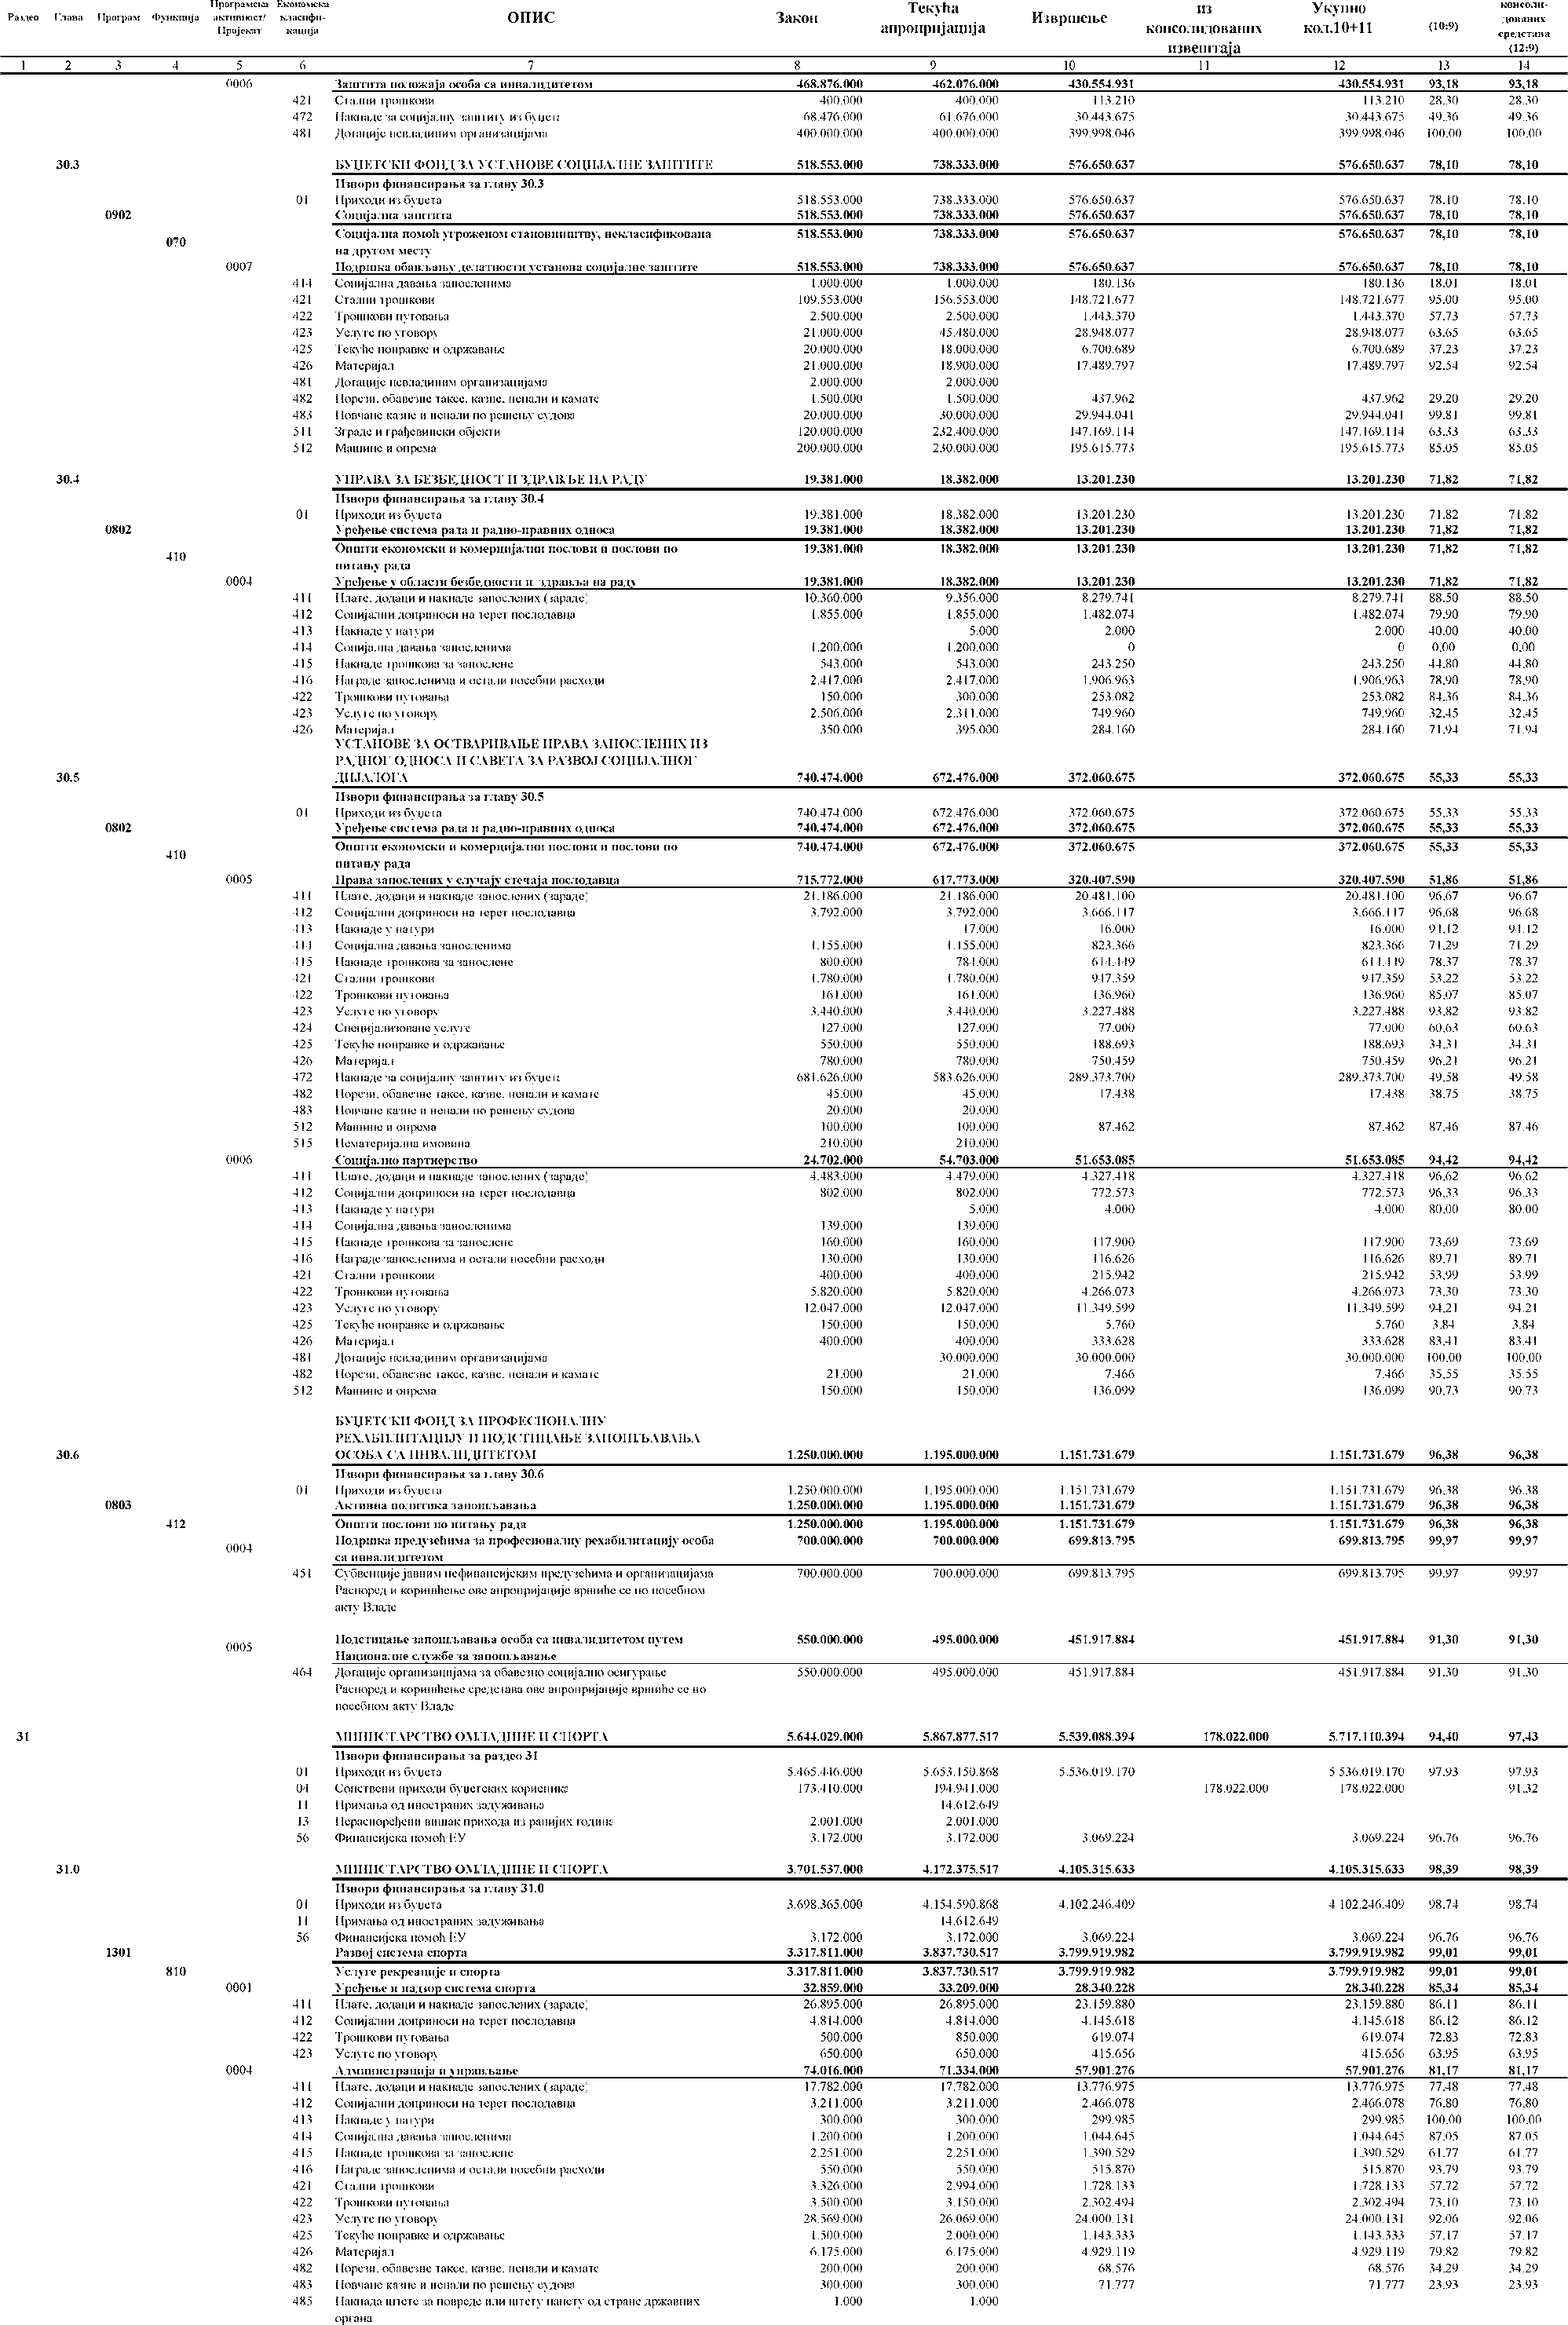 Раздео Глава Програм Функција Програмска активност/ Пројекат Економска класифи-кација ОПИС Закон Текућа апропријација Извршење из консолидованих извештаја Укупно кол.10+11 (10:9) консоли-дованих средстава (12:9)
1 2 3 4 5 6 7 8 9 10 11 12 13 14
0006 Заштита положаја особа са инвалидитетом 468.876.000 462.076.000 430.554.931 430.554.931 93,18 93,18
421 Стални трошкови 400.000 400.000 113.210 113.210 28.30 28.30
472 Накнаде за социјалну заштиту из буџета 68.476.000 61.676.000 30.443.675 30.443.675 49.36 49.36
481 Дотације невладиним организацијама 400.000.000 400.000.000 399.998.046 399.998.046 100.00 100.00
30.3 БУЏЕТСКИ ФОНД ЗА УСТАНОВЕ СОЦИЈАЛНЕ ЗАШТИТЕ 518.553.000 738.333.000 576.650.637 576.650.637 78,10 78,10
Извори финансирања за главу 30.3
01 Приходи из буџета 518.553.000 738.333.000 576.650.637 576.650.637 78.10 78.10
0902 Социјална заштита 518.553.000 738.333.000 576.650.637 576.650.637 78,10 78,10
070 Социјална помоћ угроженом становништву, некласификована 518.553.000 738.333.000 576.650.637 576.650.637 78,10 78,10
на другом месту
0007 Подршка обављању делатности установа социјалне заштите 518.553.000 738.333.000 576.650.637 576.650.637 78,10 78,10
414 Социјална давања запосленима 1.000.000 1.000.000 180.136 180.136 18.01 18.01
421 Стални трошкови 109.553.000 156.553.000 148.721.677 148.721.677 95.00 95.00
422 Трошкови путовања 2.500.000 2.500.000 1.443.370 1.443.370 57.73 57.73
423 Услуге по уговору 21.000.000 45.480.000 28.948.077 28.948.077 63.65 63.65
425 Текуће поправке и одржавање 20.000.000 18.000.000 6.700.689 6.700.689 37.23 37.23
426 Материјал 21.000.000 18.900.000 17.489.797 17.489.797 92.54 92.54
481 Дотације невладиним организацијама 2.000.000 2.000.000
482 Порези, обавезне таксе, казне, пенали и камате 1.500.000 1.500.000 437.962 437.962 29.20 29.20
483 Новчане казне и пенали по решењу судова 20.000.000 30.000.000 29.944.041 29.944.041 99.81 99.81
511 Зграде и грађевински објекти 120.000.000 232.400.000 147.169.114 147.169.114 63.33 63.33
512 Машине и опрема 200.000.000 230.000.000 195.615.773 195.615.773 85.05 85.05
30.4 УПРАВА ЗА БЕЗБЕДНОСТ И ЗДРАВЉЕ НА РАДУ 19.381.000 18.382.000 13.201.230 13.201.230 71,82 71,82
Извори финансирања за главу 30.4
01 Приходи из буџета 19.381.000 18.382.000 13.201.230 13.201.230 71.82 71.82
0802 Уређење система рада и радно-правних односа 19.381.000 18.382.000 13.201.230 13.201.230 71,82 71,82
410 Општи економски и комерцијални послови и послови по 19.381.000 18.382.000 13.201.230 13.201.230 71,82 71,82
питању рада
0004 Уређење у области безбедности и здравља на раду 19.381.000 18.382.000 13.201.230 13.201.230 71,82 71,82
411 Плате, додаци и накнаде запослених (зараде) 10.360.000 9.356.000 8.279.741 8.279.741 88.50 88.50
412 Социјални доприноси на терет послодавца 1.855.000 1.855.000 1.482.074 1.482.074 79.90 79.90
413 Накнаде у натури 5.000 2.000 2.000 40.00 40.00
414 Социјална давања запосленима 1.200.000 1.200.000 0 0 0.00 0.00
415 Накнаде трошкова за запослене 543.000 543.000 243.250 243.250 44.80 44.80
416 Награде запосленима и остали посебни расходи 2.417.000 2.417.000 1.906.963 1.906.963 78.90 78.90
422 Трошкови путовања 150.000 300.000 253.082 253.082 84.36 84.36
423 Услуге по уговору 2.506.000 2.311.000 749.960 749.960 32.45 32.45
426 Материјал 350.000 395.000 284.160 284.160 71.94 71.94
УСТАНОВЕ ЗА ОСТВАРИВАЊЕ ПРАВА ЗАПОСЛЕНИХ ИЗ
РАДНОГ ОДНОСА И САВЕТА ЗА РАЗВОЈ СОЦИЈАЛНОГ
30.5 ДИЈАЛОГА 740.474.000 672.476.000 372.060.675 372.060.675 55,33 55,33
Извори финансирања за главу 30.5
01 Приходи из буџета 740.474.000 672.476.000 372.060.675 372.060.675 55.33 55.33
0802 Уређење система рада и радно-правних односа 740.474.000 672.476.000 372.060.675 372.060.675 55,33 55,33
410 Општи економски и комерцијални послови и послови по 740.474.000 672.476.000 372.060.675 372.060.675 55,33 55,33
питању рада
0005 Права запослених у случају стечаја послодавца 715.772.000 617.773.000 320.407.590 320.407.590 51,86 51,86
411 Плате, додаци и накнаде запослених (зараде) 21.186.000 21.186.000 20.481.100 20.481.100 96.67 96.67
412 Социјални доприноси на терет послодавца 3.792.000 3.792.000 3.666.117 3.666.117 96.68 96.68
413 Накнаде у натури 17.000 16.000 16.000 94.12 94.12
414 Социјална давања запосленима 1.155.000 1.155.000 823.366 823.366 71.29 71.29
415 Накнаде трошкова за запослене 800.000 784.000 614.449 614.449 78.37 78.37
421 Стални трошкови 1.780.000 1.780.000 947.359 947.359 53.22 53.22
422 Трошкови путовања 161.000 161.000 136.960 136.960 85.07 85.07
423 Услуге по уговору 3.440.000 3.440.000 3.227.488 3.227.488 93.82 93.82
424 Специјализоване услуге 127.000 127.000 77.000 77.000 60.63 60.63
425 Текуће поправке и одржавање 550.000 550.000 188.693 188.693 34.31 34.31
426 Материјал 780.000 780.000 750.459 750.459 96.21 96.21
472 Накнаде за социјалну заштиту из буџета 681.626.000 583.626.000 289.373.700 289.373.700 49.58 49.58
482 Порези, обавезне таксе, казне, пенали и камате 45.000 45.000 17.438 17.438 38.75 38.75
483 Новчане казне и пенали по решењу судова 20.000 20.000
512 Машине и опрема 100.000 100.000 87.462 87.462 87.46 87.46
515 Нематеријална имовина 210.000 210.000
0006 Социјално партнерство 24.702.000 54.703.000 51.653.085 51.653.085 94,42 94,42
411 Плате, додаци и накнаде запослених (зараде) 4.483.000 4.479.000 4.327.418 4.327.418 96.62 96.62
412 Социјални доприноси на терет послодавца 802.000 802.000 772.573 772.573 96.33 96.33
413 Накнаде у натури 5.000 4.000 4.000 80.00 80.00
414 Социјална давања запосленима 139.000 139.000
415 Накнаде трошкова за запослене 160.000 160.000 117.900 117.900 73.69 73.69
416 Награде запосленима и остали посебни расходи 130.000 130.000 116.626 116.626 89.71 89.71
421 Стални трошкови 400.000 400.000 215.942 215.942 53.99 53.99
422 Трошкови путовања 5.820.000 5.820.000 4.266.073 4.266.073 73.30 73.30
423 Услуге по уговору 12.047.000 12.047.000 11.349.599 11.349.599 94.21 94.21
425 Текуће поправке и одржавање 150.000 150.000 5.760 5.760 3.84 3.84
426 Материјал 400.000 400.000 333.628 333.628 83.41 83.41
481 Дотације невладиним организацијама 30.000.000 30.000.000 30.000.000 100.00 100.00
482 Порези, обавезне таксе, казне, пенали и камате 21.000 21.000 7.466 7.466 35.55 35.55
512 Машине и опрема 150.000 150.000 136.099 136.099 90.73 90.73
БУЏЕТСКИ ФОНД ЗА ПРОФЕСИОНАЛНУ
РЕХАБИЛИТАЦИЈУ И ПОДСТИЦАЊЕ ЗАПОШЉАВАЊА
30.6 ОСОБА СА ИНВАЛИДИТЕТОМ 1.250.000.000 1.195.000.000 1.151.731.679 1.151.731.679 96,38 96,38
Извори финансирања за главу 30.6
01 Приходи из буџета 1.250.000.000 1.195.000.000 1.151.731.679 1.151.731.679 96.38 96.38
0803 Активна политика запошљавања 1.250.000.000 1.195.000.000 1.151.731.679 1.151.731.679 96,38 96,38
412 Општи послови по питању рада 1.250.000.000 1.195.000.000 1.151.731.679 1.151.731.679 96,38 96,38
0004 Подршка предузећима за професионалну рехабилитацију особа 700.000.000 700.000.000 699.813.795 699.813.795 99,97 99,97
са инвалидитетом
451 Субвенције јавним нефинансијским предузећима и организацијама 700.000.000 700.000.000 699.813.795 699.813.795 99.97 99.97
Распоред и коришћење ове апропријације вршиће се по посебном
акту Владе
0005 Подстицање запошљавања особа са инвалидитетом путем 550.000.000 495.000.000 451.917.884 451.917.884 91,30 91,30
Националне службе за запошљавање
464 Дотације организацијама за обавезно социјално осигурање 550.000.000 495.000.000 451.917.884 451.917.884 91.30 91.30
Распоред и коришћење средстава ове апропријације вршиће се по
посебном акту Владе
31 МИНИСТАРСТВО ОМЛАДИНЕ И СПОРТА 5.644.029.000 5.867.877.517 5.539.088.394 178.022.000 5.717.110.394 94,40 97,43
Извори финансирања за раздео 31
01 Приходи из буџета 5.465.446.000 5.653.150.868 5.536.019.170 5.536.019.170 97.93 97.93
04 Сопствени приходи буџетских корисника 173.410.000 194.941.000 178.022.000 178.022.000 91.32
11 Примања од иностраних задуживања 14.612.649
13 Нераспоређени вишак прихода из ранијих година 2.001.000 2.001.000
56 Финансијска помоћ ЕУ 3.172.000 3.172.000 3.069.224 3.069.224 96.76 96.76
31.0 МИНИСТАРСТВО ОМЛАДИНЕ И СПОРТА 3.701.537.000 4.172.375.517 4.105.315.633 4.105.315.633 98,39 98,39
Извори финансирања за главу 31.0
01 Приходи из буџета 3.698.365.000 4.154.590.868 4.102.246.409 4.102.246.409 98.74 98.74
11 Примања од иностраних задуживања 14.612.649
56 Финансијска помоћ ЕУ 3.172.000 3.172.000 3.069.224 3.069.224 96.76 96.76
1301 Развој система спорта 3.317.811.000 3.837.730.517 3.799.919.982 3.799.919.982 99,01 99,01
810 Услуге рекреације и спорта 3.317.811.000 3.837.730.517 3.799.919.982 3.799.919.982 99,01 99,01
0001 Уређење и надзор система спорта 32.859.000 33.209.000 28.340.228 28.340.228 85,34 85,34
411 Плате, додаци и накнаде запослених (зараде) 26.895.000 26.895.000 23.159.880 23.159.880 86.11 86.11
412 Социјални доприноси на терет послодавца 4.814.000 4.814.000 4.145.618 4.145.618 86.12 86.12
422 Трошкови путовања 500.000 850.000 619.074 619.074 72.83 72.83
423 Услуге по уговору 650.000 650.000 415.656 415.656 63.95 63.95
0004 Администрација и управљање 74.016.000 71.334.000 57.901.276 57.901.276 81,17 81,17
411 Плате, додаци и накнаде запослених (зараде) 17.782.000 17.782.000 13.776.975 13.776.975 77.48 77.48
412 Социјални доприноси на терет послодавца 3.211.000 3.211.000 2.466.078 2.466.078 76.80 76.80
413 Накнаде у натури 300.000 300.000 299.985 299.985 100.00 100.00
414 Социјална давања запосленима 1.200.000 1.200.000 1.044.645 1.044.645 87.05 87.05
415 Накнаде трошкова за запослене 2.251.000 2.251.000 1.390.529 1.390.529 61.77 61.77
416 Награде запосленима и остали посебни расходи 550.000 550.000 515.870 515.870 93.79 93.79
421 Стални трошкови 3.326.000 2.994.000 1.728.133 1.728.133 57.72 57.72
422 Трошкови путовања 3.500.000 3.150.000 2.302.494 2.302.494 73.10 73.10
423 Услуге по уговору 28.569.000 26.069.000 24.000.131 24.000.131 92.06 92.06
425 Текуће поправке и одржавање 1.500.000 2.000.000 1.143.333 1.143.333 57.17 57.17
426 Материјал 6.175.000 6.175.000 4.929.119 4.929.119 79.82 79.82
482 Порези, обавезне таксе, казне, пенали и камате 200.000 200.000 68.576 68.576 34.29 34.29
483 Новчане казне и пенали по решењу судова 300.000 300.000 71.777 71.777 23.93 23.93
485 Накнада штете за повреде или штету нанету од стране државних 1.000 1.000
органа